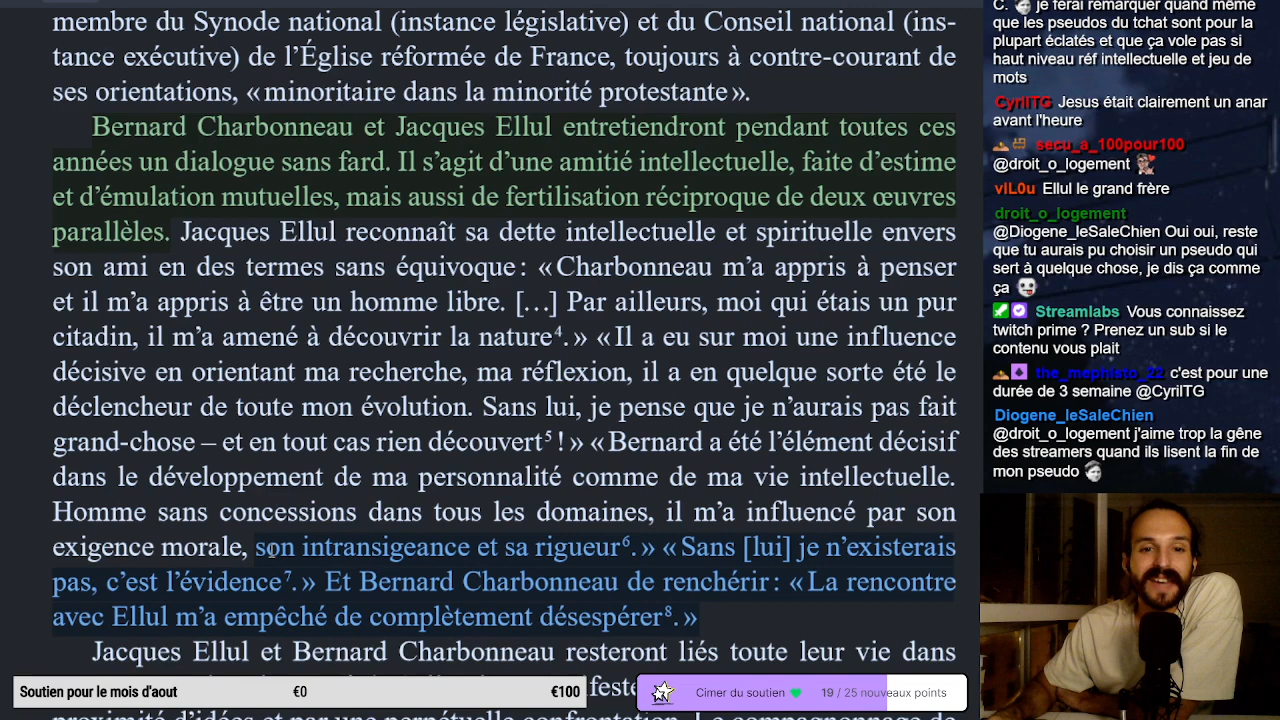 membre du Synode national (instance législative) et du Conseil national (ins-
tance exécutive) de l’Église réformée de France, toujours à contre-courant de
ses orientations, « minoritaire dans la minorité protestante ».
Bernard Charbonneau et Jacques Ellul entretiendront pendant toutes ces
années un dialogue sans fard. Il s’agit d’une amitié intellectuelle, faite d’estime
et d’émulation mutuelles, mais aussi de fertilisation réciproque de deux œuvres
parallèles. Jacques Ellul reconnaît sa dette intellectuelle et spirituelle envers
son ami en des termes sans équivoque : « Charbonneau m’a appris à penser
et il m’a appris à être un homme libre. […] Par ailleurs, moi qui étais un pur
citadin, il m’a amené à découvrir la nature⁴. » « Il a eu sur moi une influence
décisive en orientant ma recherche, ma réflexion, il a en quelque sorte été le
déclencheur de toute mon évolution. Sans lui, je pense que je n’aurais pas fait
grand-chose – et en tout cas rien découvert⁵ ! » « Bernard a été l’élément décisif
dans le développement de ma personnalité comme de ma vie intellectuelle.
Homme sans concessions dans tous les domaines, il m’a influencé par son
exigence morale, son intransigeance et sa rigueur⁶. » « Sans [lui] je n’existerais
pas, c’est l’évidence⁷. » Et Bernard Charbonneau de renchérir : « La rencontre
avec Ellul m’a empêché de complètement désespérer⁸. »
Jacques Ellul et Bernard Charbonneau resteront liés toute leur vie dans
C. je ferai remarquer quand même
que les pseudos du tchat sont pour la
plupart éclatés et que ça vole pas si
haut niveau réf intellectuelle et jeu de
mots
CyrilTG Jesus était clairement un anar
avant l'heure
secu_a_100pour100
@droit_o_logement
vIL0u Ellul le grand frère
droit_o_logement
@Diogene_leSaleChien Oui oui, reste
que tu aurais pu choisir un pseudo qui
sert à quelque chose, je dis ça comme
ça
Streamlabs Vous connaissez
twitch prime ? Prenez un sub si le
contenu vous plait
the_mephisto_22 c'est pour une
durée de 3 semaine @CyrilTG
Diogene_leSaleChien
@droit_o_logement j'aime trop la gêne
des streamers quand ils lisent la fin de
mon pseudo
Soutien pour le mois d'aout €0 €100
Cimer du soutien 19 / 25 nouveaux points